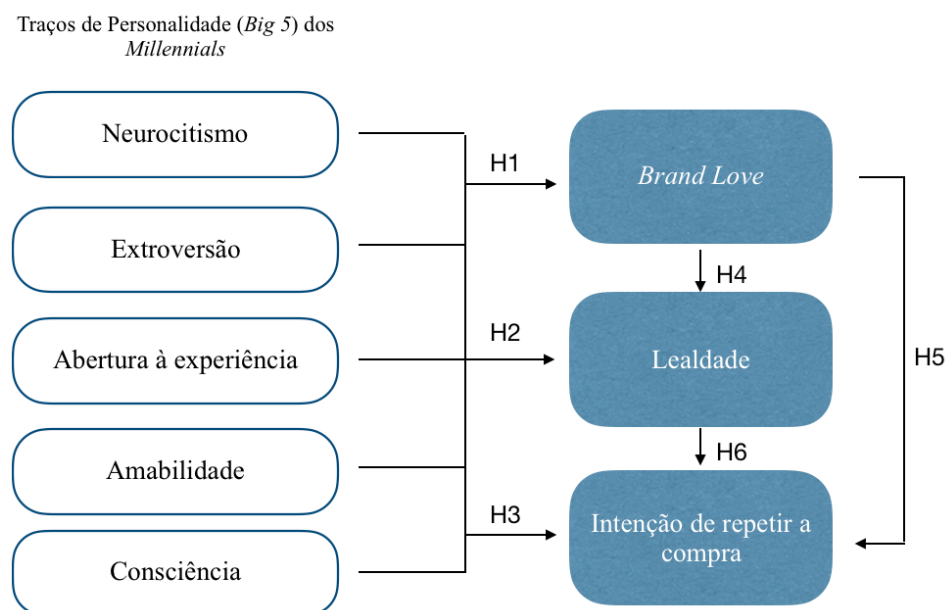 Traços de Personalidade (Big 5) dos
Millennials
Neurocitismo
Extroversão
Abertura à experiência
Amabilidade
Consciência
H1
H2
H3
Brand Love
H4
Lealdade
H6
Intenção de repetir a
compra
H5